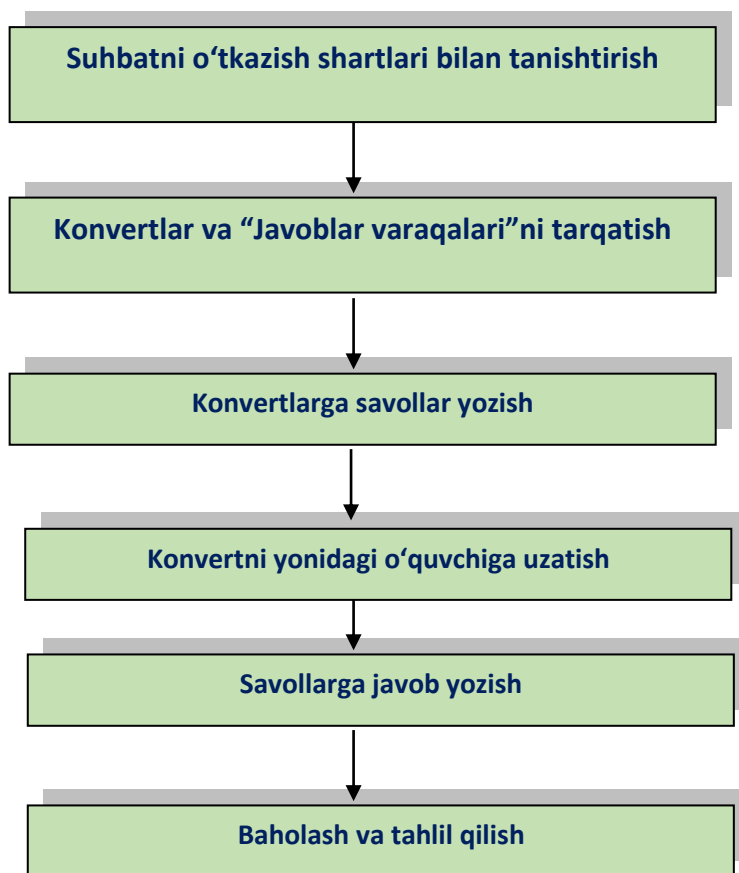 Suhbatni o‘tkazish shartlari bilan tanishtirish
Konvertlar va “Javoblar varaqalari”ni tarqatish
Konvertlarga savollar yozish
Konvertni yonidagi o‘quvchiga uzatish
Savollarga javob yozish
Baholash va tahlil qilish